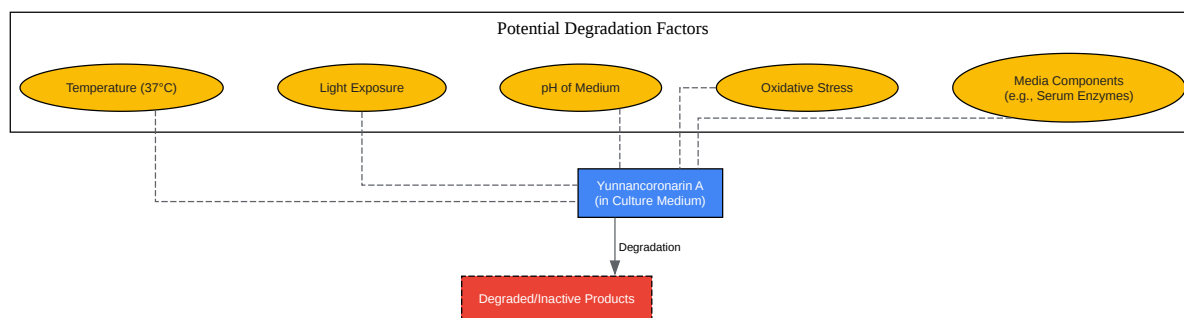 Potential Degradation Factors
Temperature (37°C)
Light Exposure
pH of Medium
Oxidative Stress
Media Components
(e.g., Serum Enzymes)
Yunnancoronarin A
(in Culture Medium)
Degradation
Degraded/Inactive Products